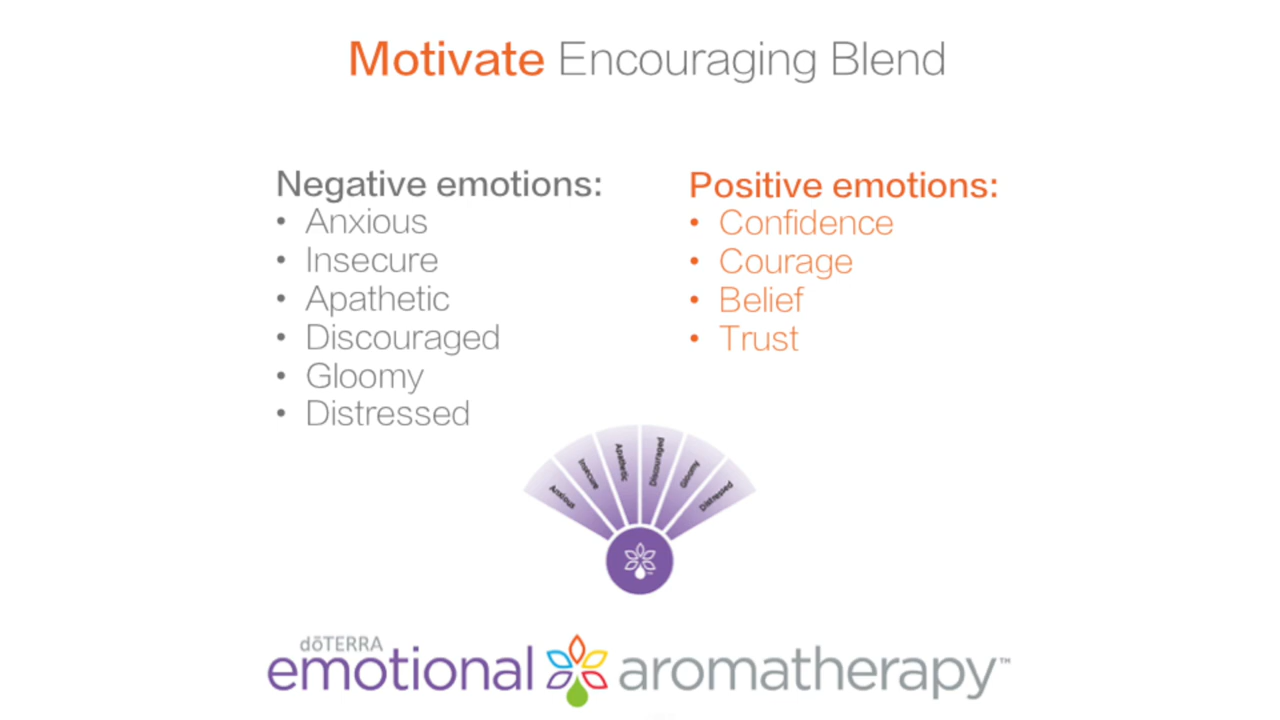 Motivate Encouraging Blend
Negative emotions:
• Anxious
• Insecure
• Apathetic
• Discouraged
• Gloomy
• Distressed
Positive emotions:
• Confidence
• Courage
• Belief
• Trust
Anxious
Insecure
Apathetic
Discouraged
Gloomy
Distressed
dōTERRA
emotional aromatherapy™